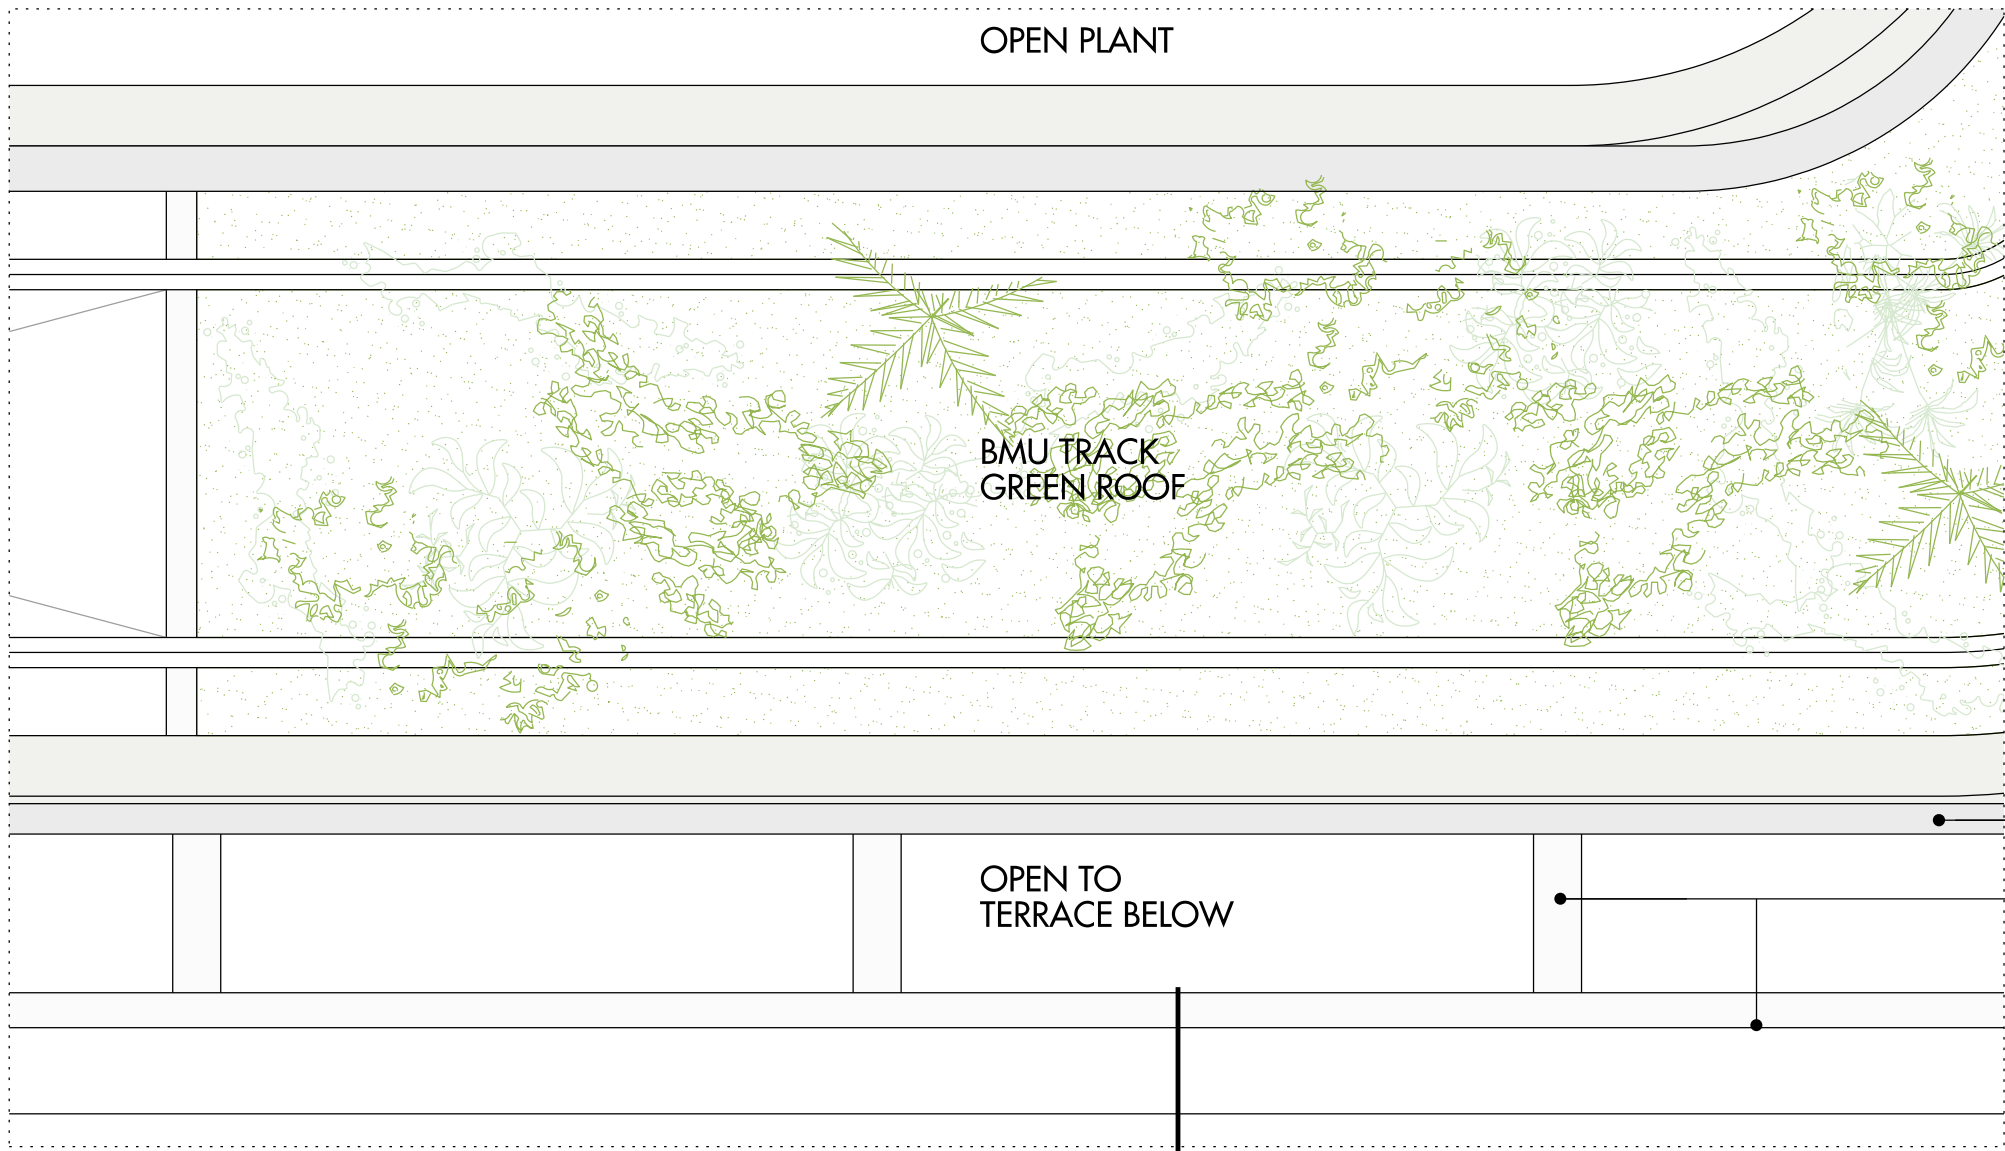 OPEN PLANT
BMU TRACK
GREEN ROOF
OPEN TO
TERRACE BELOW